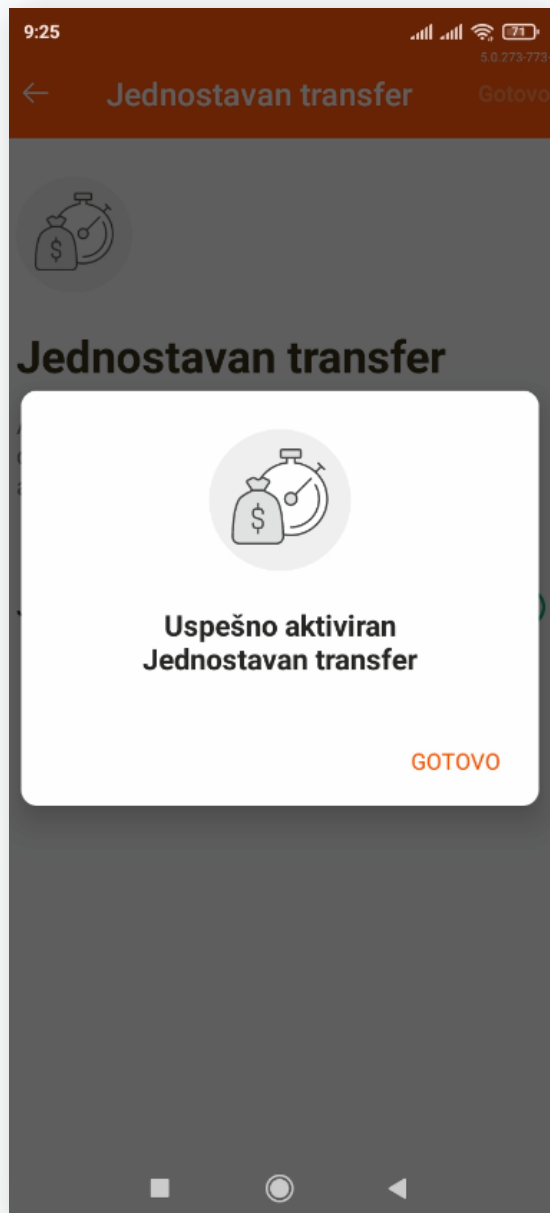 9:25
71
5.0.273-773-
Jednostavan transfer
Gotovo
$
Jednostavan transfer
$
Uspešno aktiviran
Jednostavan transfer
GOTOVO